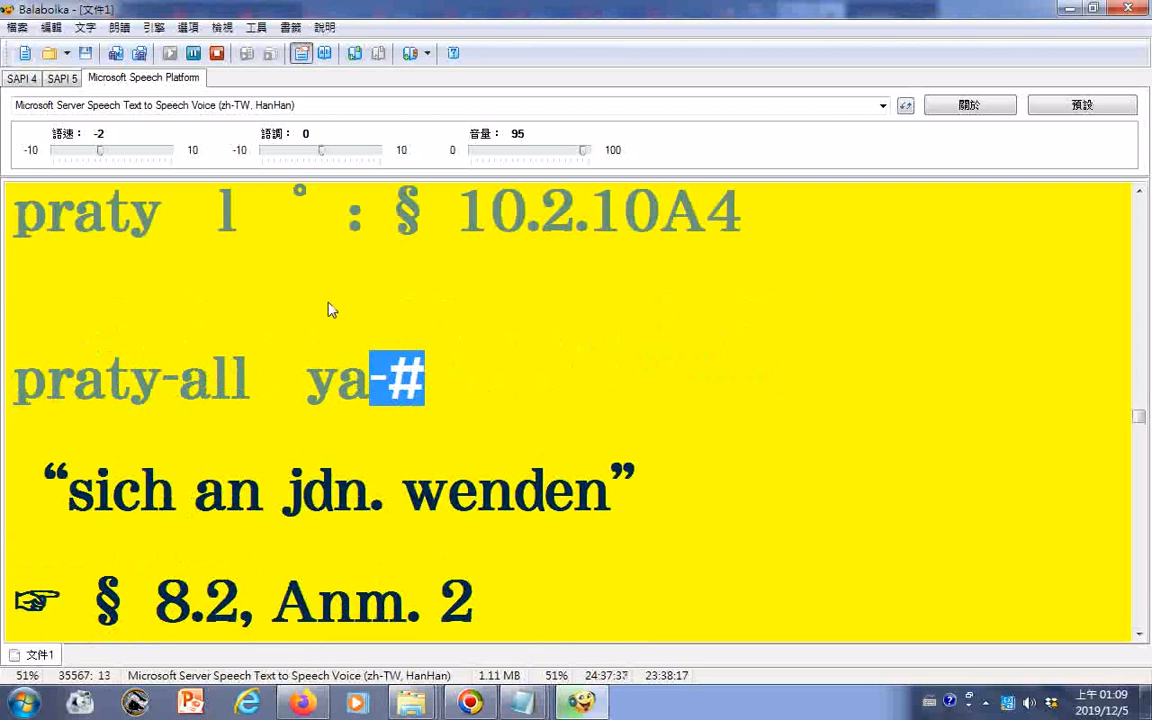 Balabolka - [文件1]
檔案 編輯 文字 朗讀 引擎 選項 檢視 工具 書籤 說明
SAPI 4 SAPI 5 Microsoft Speech Platform
Microsoft Server Speech Text to Speech Voice (zh-TW, HanHan) 關於 預設
語速： -2 語調： 0 音量： 95
-10 10 -10 10 0 100
praty l ° : § 10.2.10A4
praty-all ya-#
“sich an jdn. wenden”
☞ § 8.2, Anm. 2
文件1
51% 35567: 13 Microsoft Server Speech Text to Speech Voice (zh-TW, HanHan) 1.11 MB 51% 24:37:37 23:38:17
上午 01:09
2019/12/5